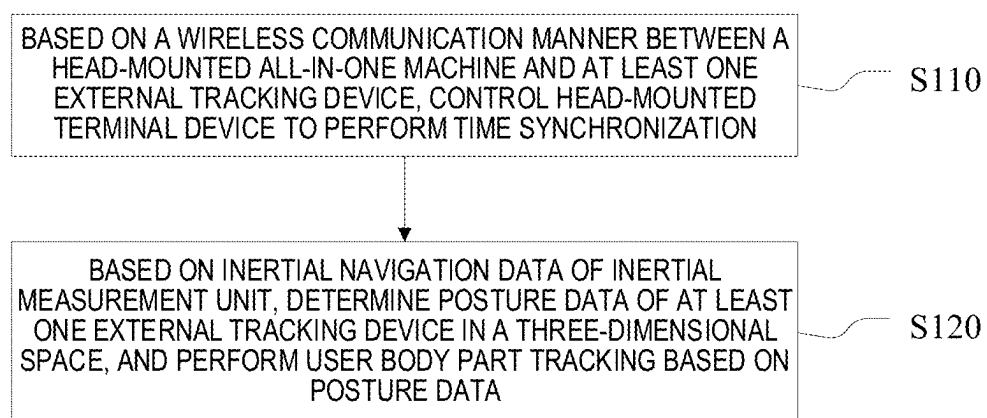 BASED ON A WIRELESS COMMUNICATION MANNER BETWEEN A
HEAD-MOUNTED ALL-IN-ONE MACHINE AND AT LEAST ONE
EXTERNAL TRACKING DEVICE, CONTROL HEAD-MOUNTED
TERMINAL DEVICE TO PERFORM TIME SYNCHRONIZATION
S110
BASED ON INERTIAL NAVIGATION DATA OF INERTIAL
MEASUREMENT UNIT, DETERMINE POSTURE DATA OF AT LEAST
ONE EXTERNAL TRACKING DEVICE IN A THREE-DIMENSIONAL
SPACE, AND PERFORM USER BODY PART TRACKING BASED ON
POSTURE DATA
S120